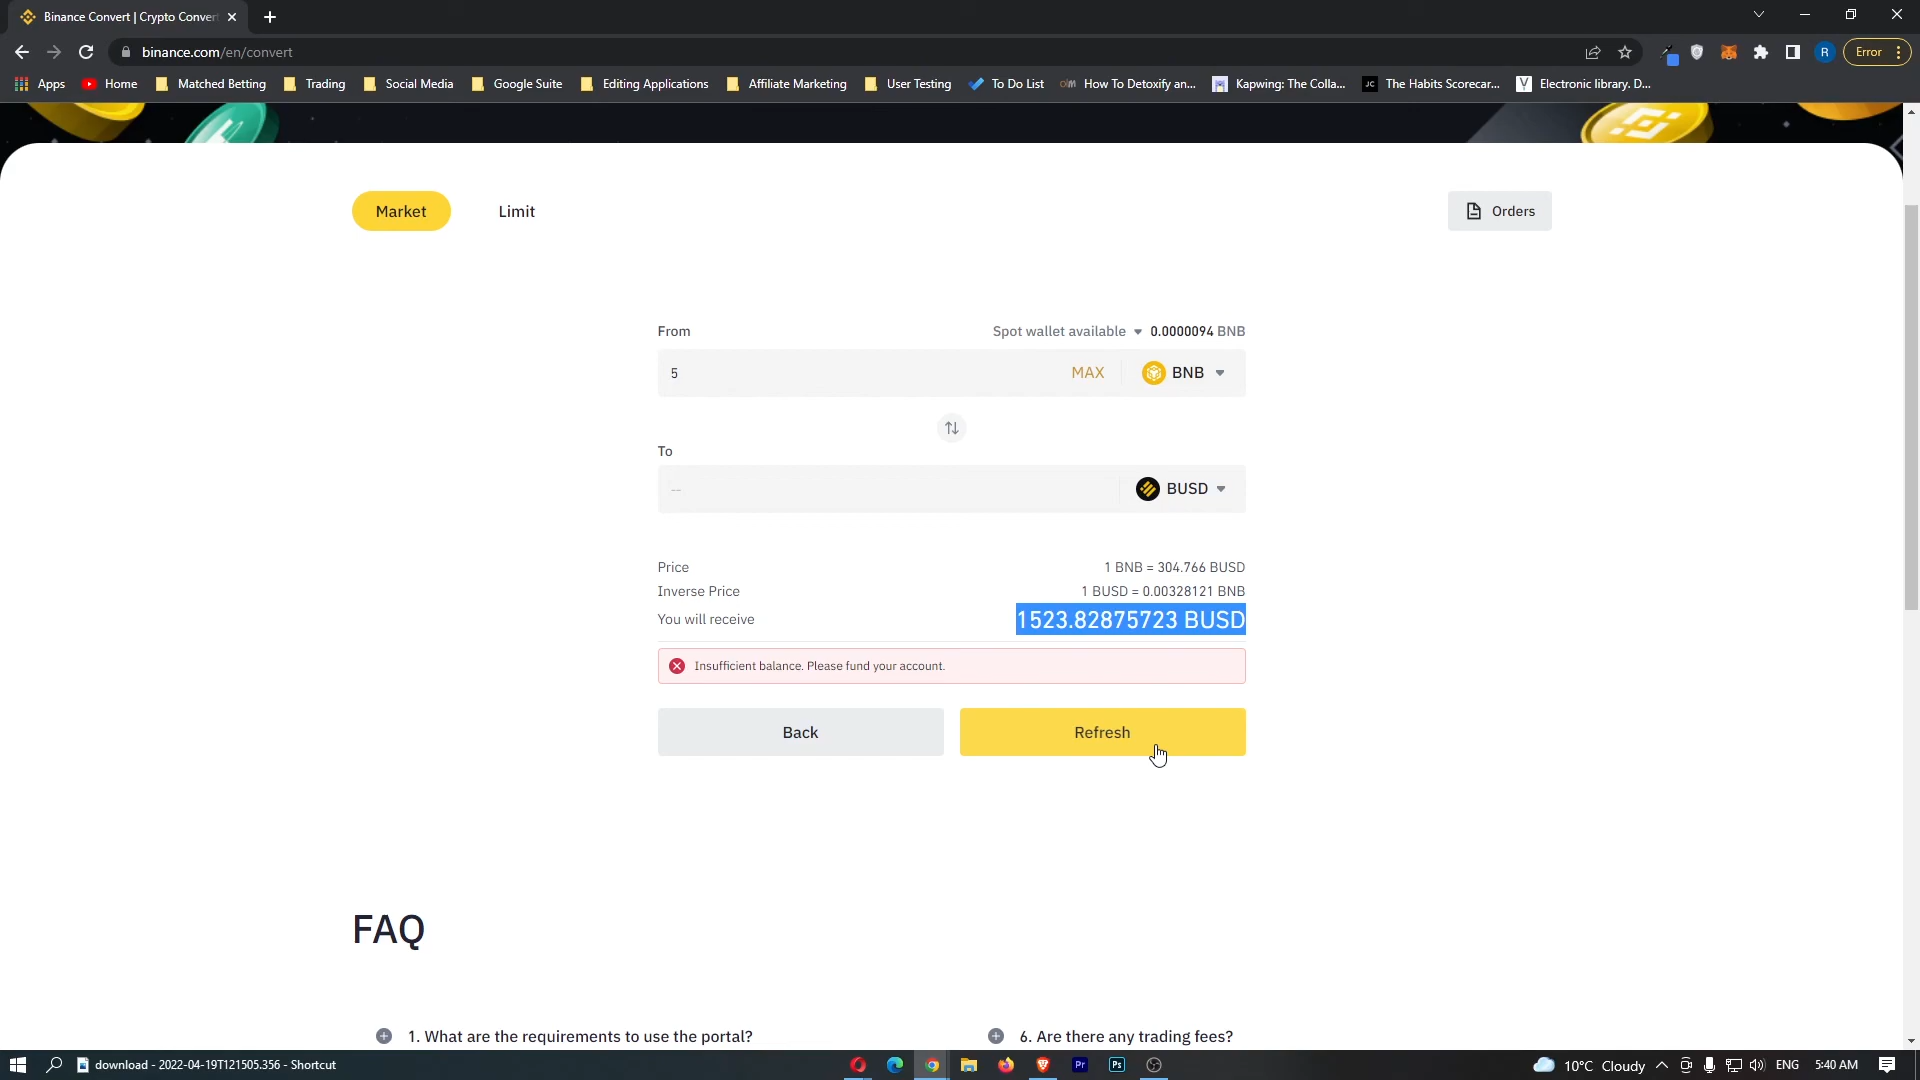 Binance Convert | Crypto Conver
binance.com/en/convert
R
Error
Apps
Home
Matched Betting
Trading
Social Media
Google Suite
Editing Applications
Affiliate Marketing
User Testing
To Do List
How To Detoxify an...
Kapwing: The Colla...
JC
The Habits Scorecar...
Electronic library. D...
Market
Limit
Orders
From
Spot wallet available
0.0000094 BNB
5
MAX
BNB
To
--
BUSD
Price
1 BNB = 304.766 BUSD
Inverse Price
1 BUSD = 0.00328121 BNB
You will receive
1523.82875723 BUSD
Insufficient balance. Please fund your account.
Back
Refresh
FAQ
1. What are the requirements to use the portal?
6. Are there any trading fees?
download - 2022-04-19T121505.356 - Shortcut
Pr
Ps
10°C Cloudy
ENG
5:40 AM